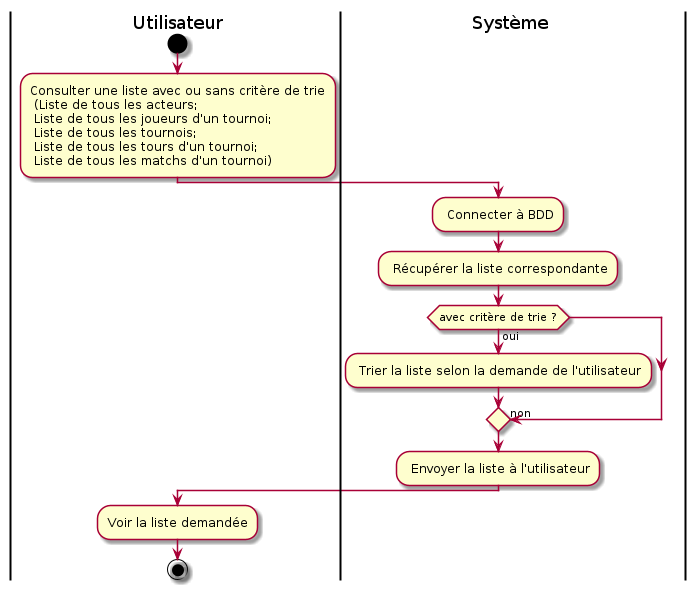 Utilisateur
Système
Consulter une liste avec ou sans critère de trie
(Liste de tous les acteurs;
Liste de tous les joueurs d'un tournoi;
Liste de tous les tournois;
Liste de tous les tours d'un tournoi;
Liste de tous les matchs d'un tournoi)
Connecter à BDD
Récupérer la liste correspondante
avec critère de trie ?
oui
Trier la liste selon la demande de l'utilisateur
non
Envoyer la liste à l'utilisateur
Voir la liste demandée